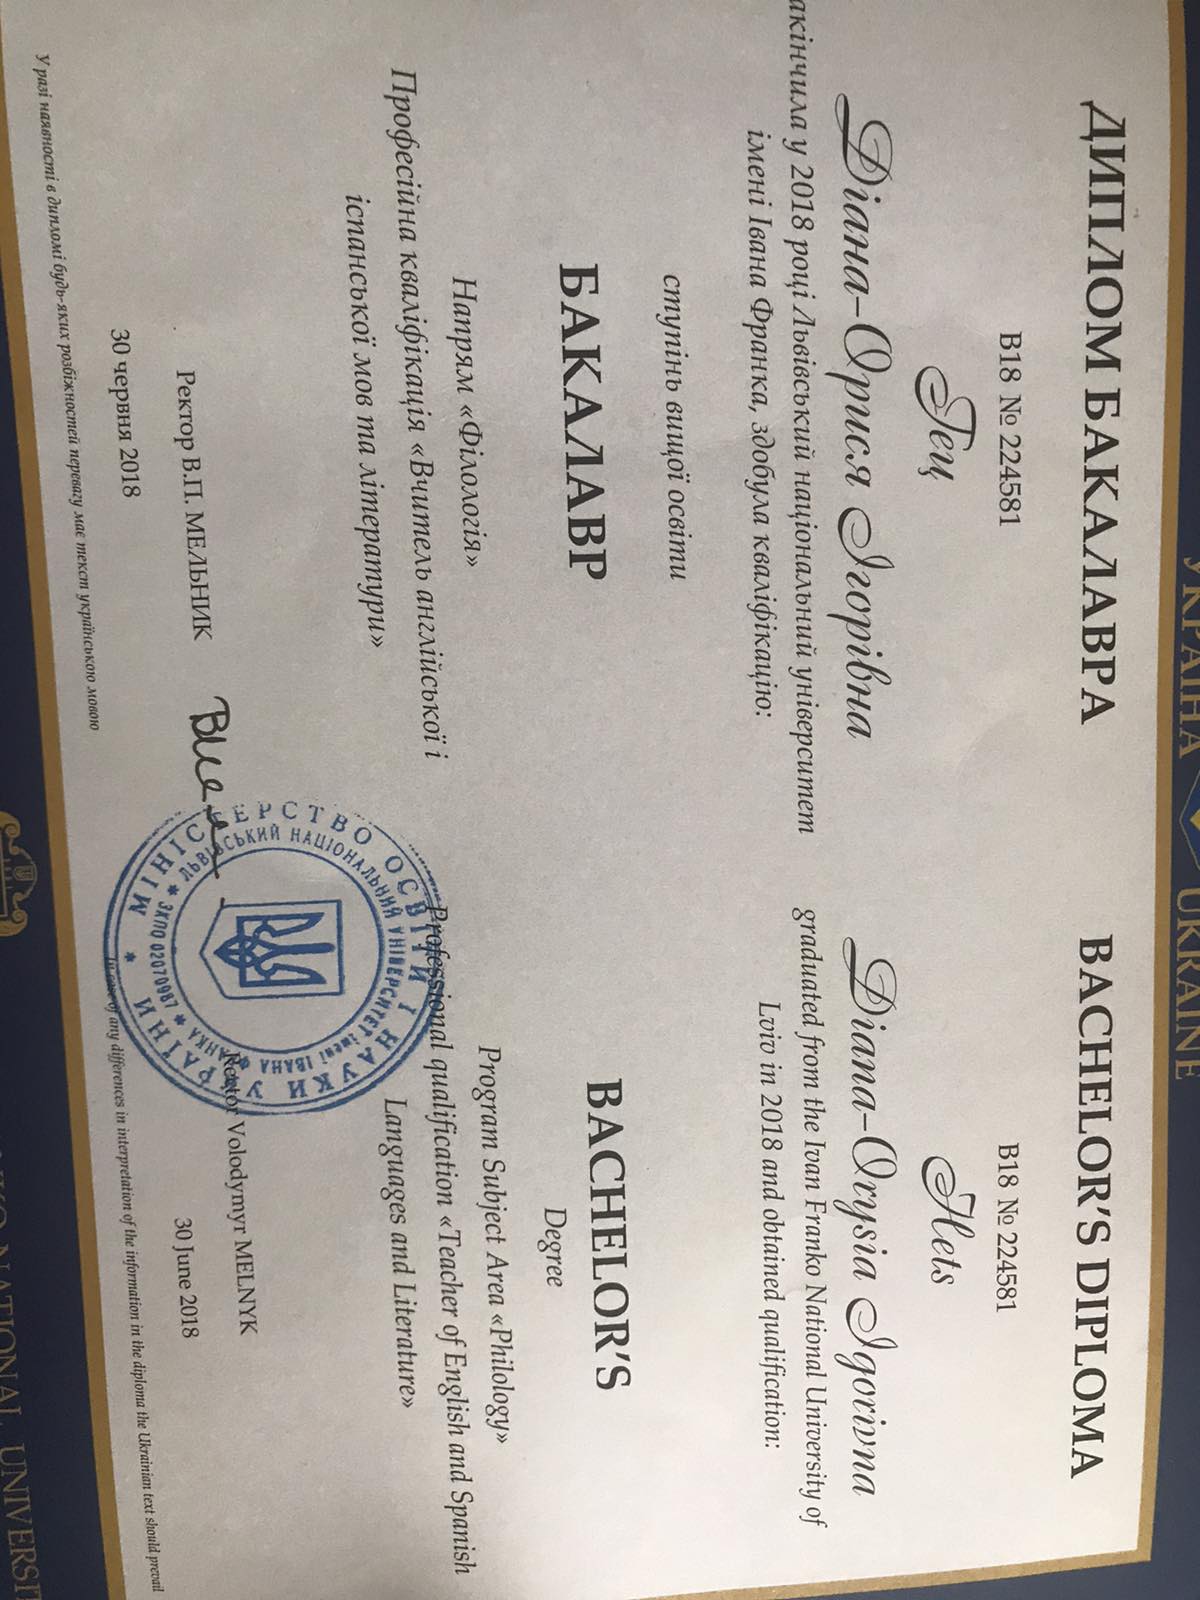 УКРАЇНА UKRAINE
ДИПЛОМ БАКАЛАВРА
В18 № 224581
Гец
Діана-Орися Ігорівна
акінчила у 2018 році Львівський національний університет
імені Івана Франка, здобула кваліфікацію:
ступінь вищої освіти
БАКАЛАВР
Напрям «Філологія»
Професійна кваліфікація «Вчитель англійської і
іспанської мов та літератури»
Ректор В.П. МЕЛЬНИК
30 червня 2018
У разі наявності в дипломі будь-яких розбіжностей перевагу має текст українською мовою
BACHELOR'S DIPLOMA
B18 № 224581
Hets
Diana-Orysia Igorivna
graduated from the Ivan Franko National University of
Lviv in 2018 and obtained qualification:
BACHELOR'S
Degree
Program Subject Area «Philology»
Professional qualification «Teacher of English and Spanish
Languages and Literature»
Rector Volodymyr MELNYK
30 June 2018
In case of any differences in interpretation of the information in the diploma the Ukrainian text should prevail
МІНІСТЕРСТВО ОСВІТИ І НАУКИ УКРАЇНИ *
* ЛЬВІВСЬКИЙ НАЦІОНАЛЬНИЙ УНІВЕРСИТЕТ імені ІВАНА ФРАНКА *
ЗКПО 02070987
NATIONAL UNIVERSIT